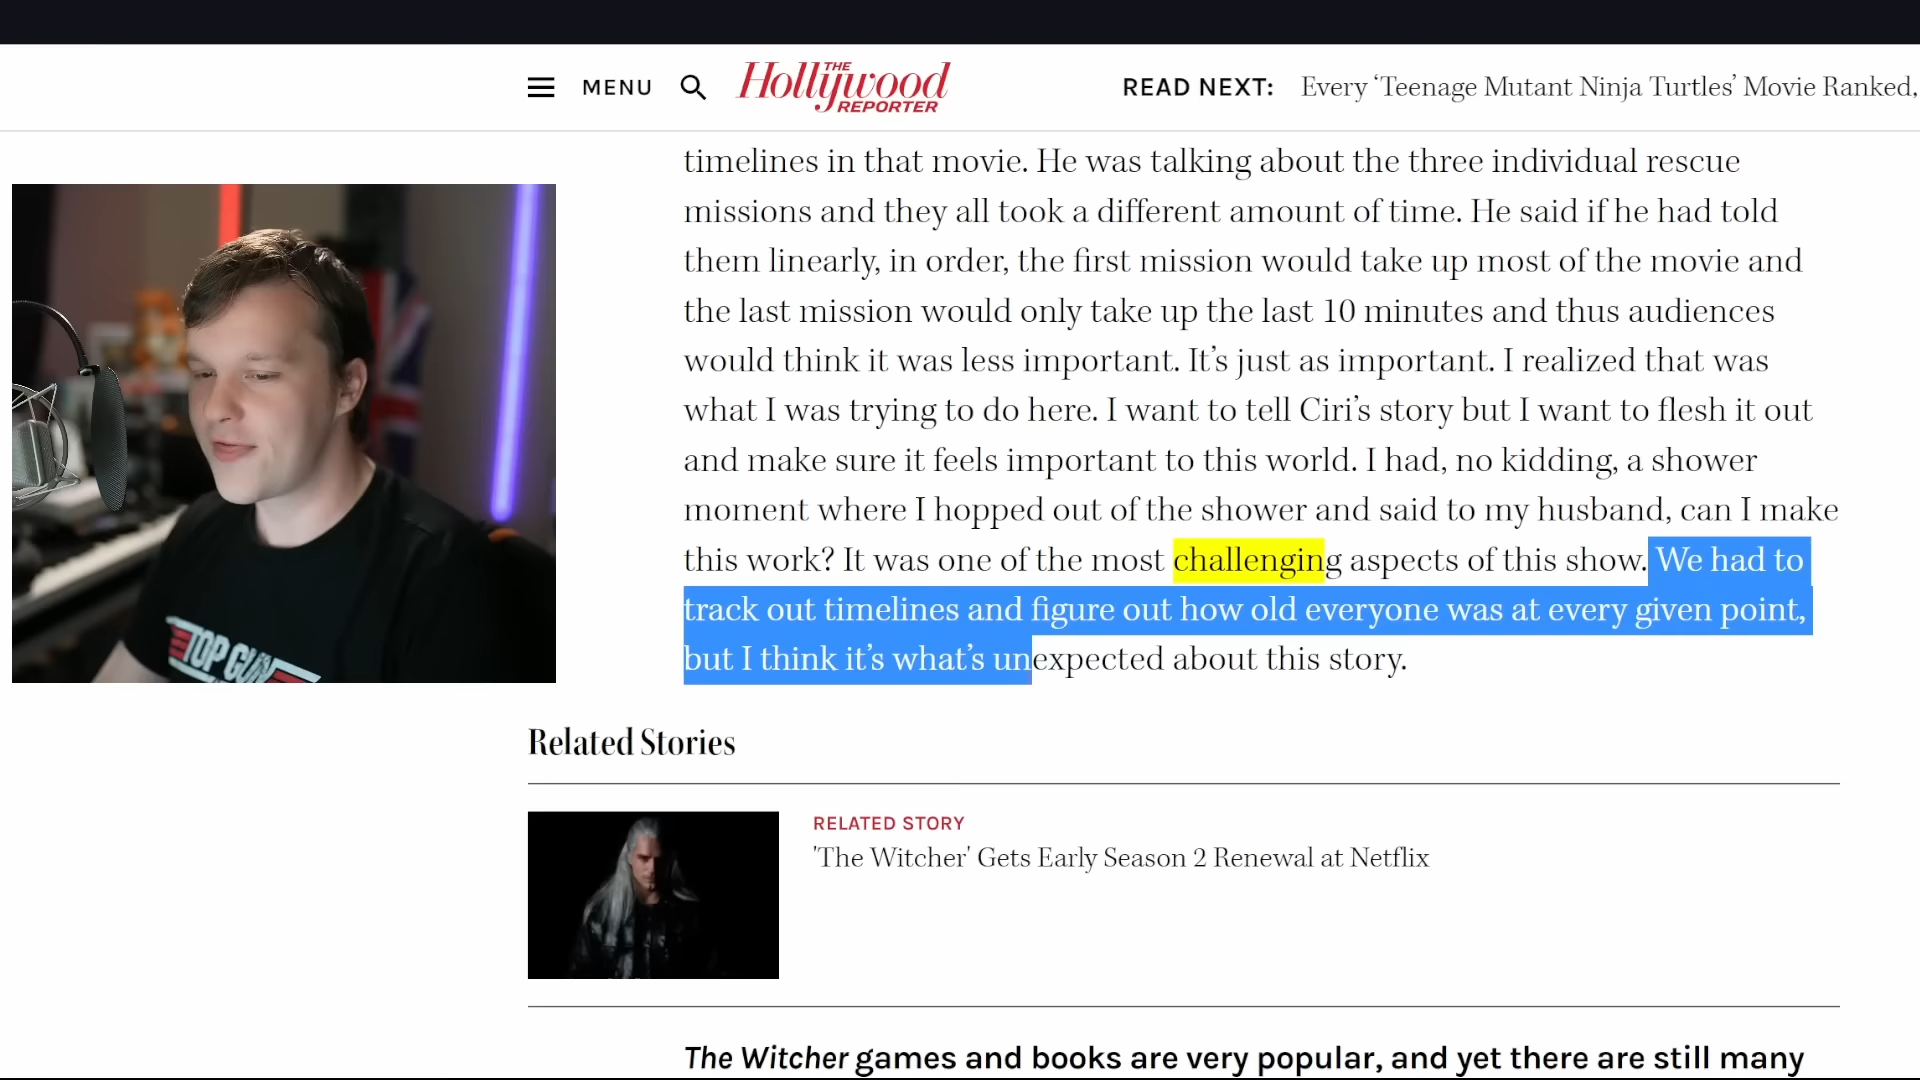 MENU
THE
Hollywood
REPORTER
READ NEXT: Every ‘Teenage Mutant Ninja Turtles’ Movie Ranked,
timelines in that movie. He was talking about the three individual rescue
missions and they all took a different amount of time. He said if he had told
them linearly, in order, the first mission would take up most of the movie and
the last mission would only take up the last 10 minutes and thus audiences
would think it was less important. It’s just as important. I realized that was
what I was trying to do here. I want to tell Ciri’s story but I want to flesh it out
and make sure it feels important to this world. I had, no kidding, a shower
moment where I hopped out of the shower and said to my husband, can I make
this work? It was one of the most challenging aspects of this show. We had to
track out timelines and figure out how old everyone was at every given point,
but I think it’s what’s unexpected about this story.
TOP GUN
Related Stories
RELATED STORY
'The Witcher' Gets Early Season 2 Renewal at Netflix
The Witcher games and books are very popular, and yet there are still many